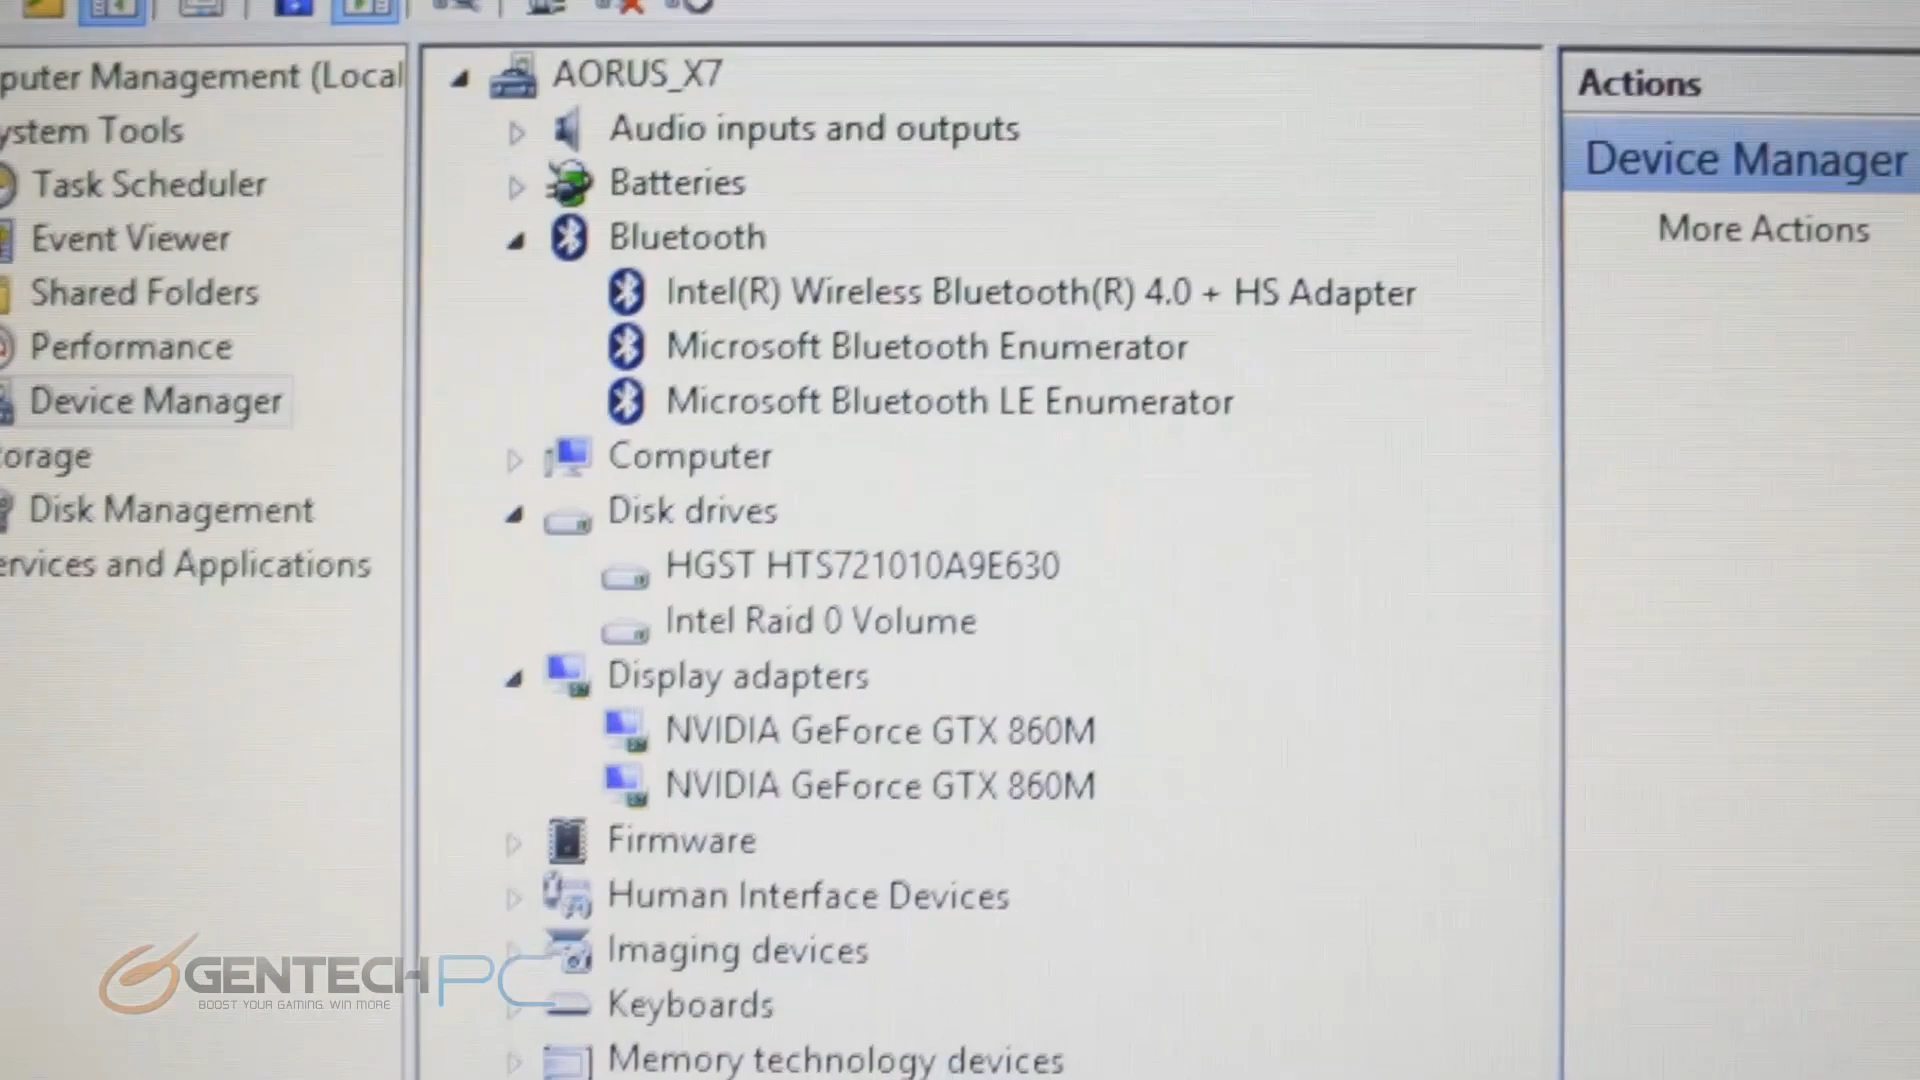 puter Management (Local
ystem Tools
Task Scheduler
Event Viewer
Shared Folders
Performance
Device Manager
orage
Disk Management
ervices and Applications
AORUS_X7
Audio inputs and outputs
Batteries
Bluetooth
Intel(R) Wireless Bluetooth(R) 4.0 + HS Adapter
Microsoft Bluetooth Enumerator
Microsoft Bluetooth LE Enumerator
Computer
Disk drives
HGST HTS721010A9E630
Intel Raid 0 Volume
Display adapters
NVIDIA GeForce GTX 860M
NVIDIA GeForce GTX 860M
Firmware
Human Interface Devices
Imaging devices
Keyboards
Memory technology devices
Actions
Device Manager
More Actions
GENTECH PC
BOOST YOUR GAMING. WIN MORE